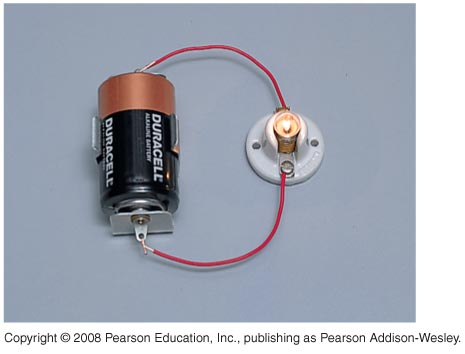 DURACELL
ALKALINE BATTERY
DURACELL
Copyright © 2008 Pearson Education, Inc., publishing as Pearson Addison-Wesley.